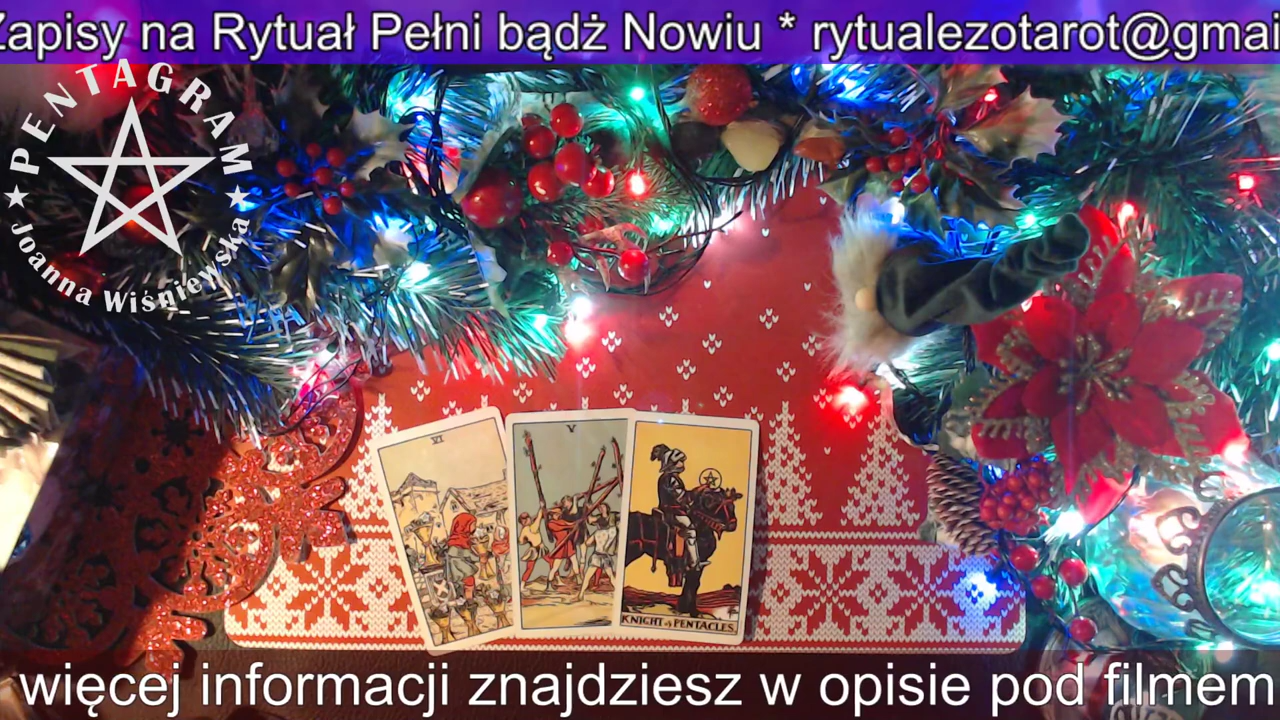 Zapisy na Rytuał Pełni bądż Nowiu * rytualezotarot@gmai
PENTAGRAM
★ Joanna Wiśniewska ★
VI
V
KNIGHT of PENTACLES.
więcej informacji znajdziesz w opisie pod filmem